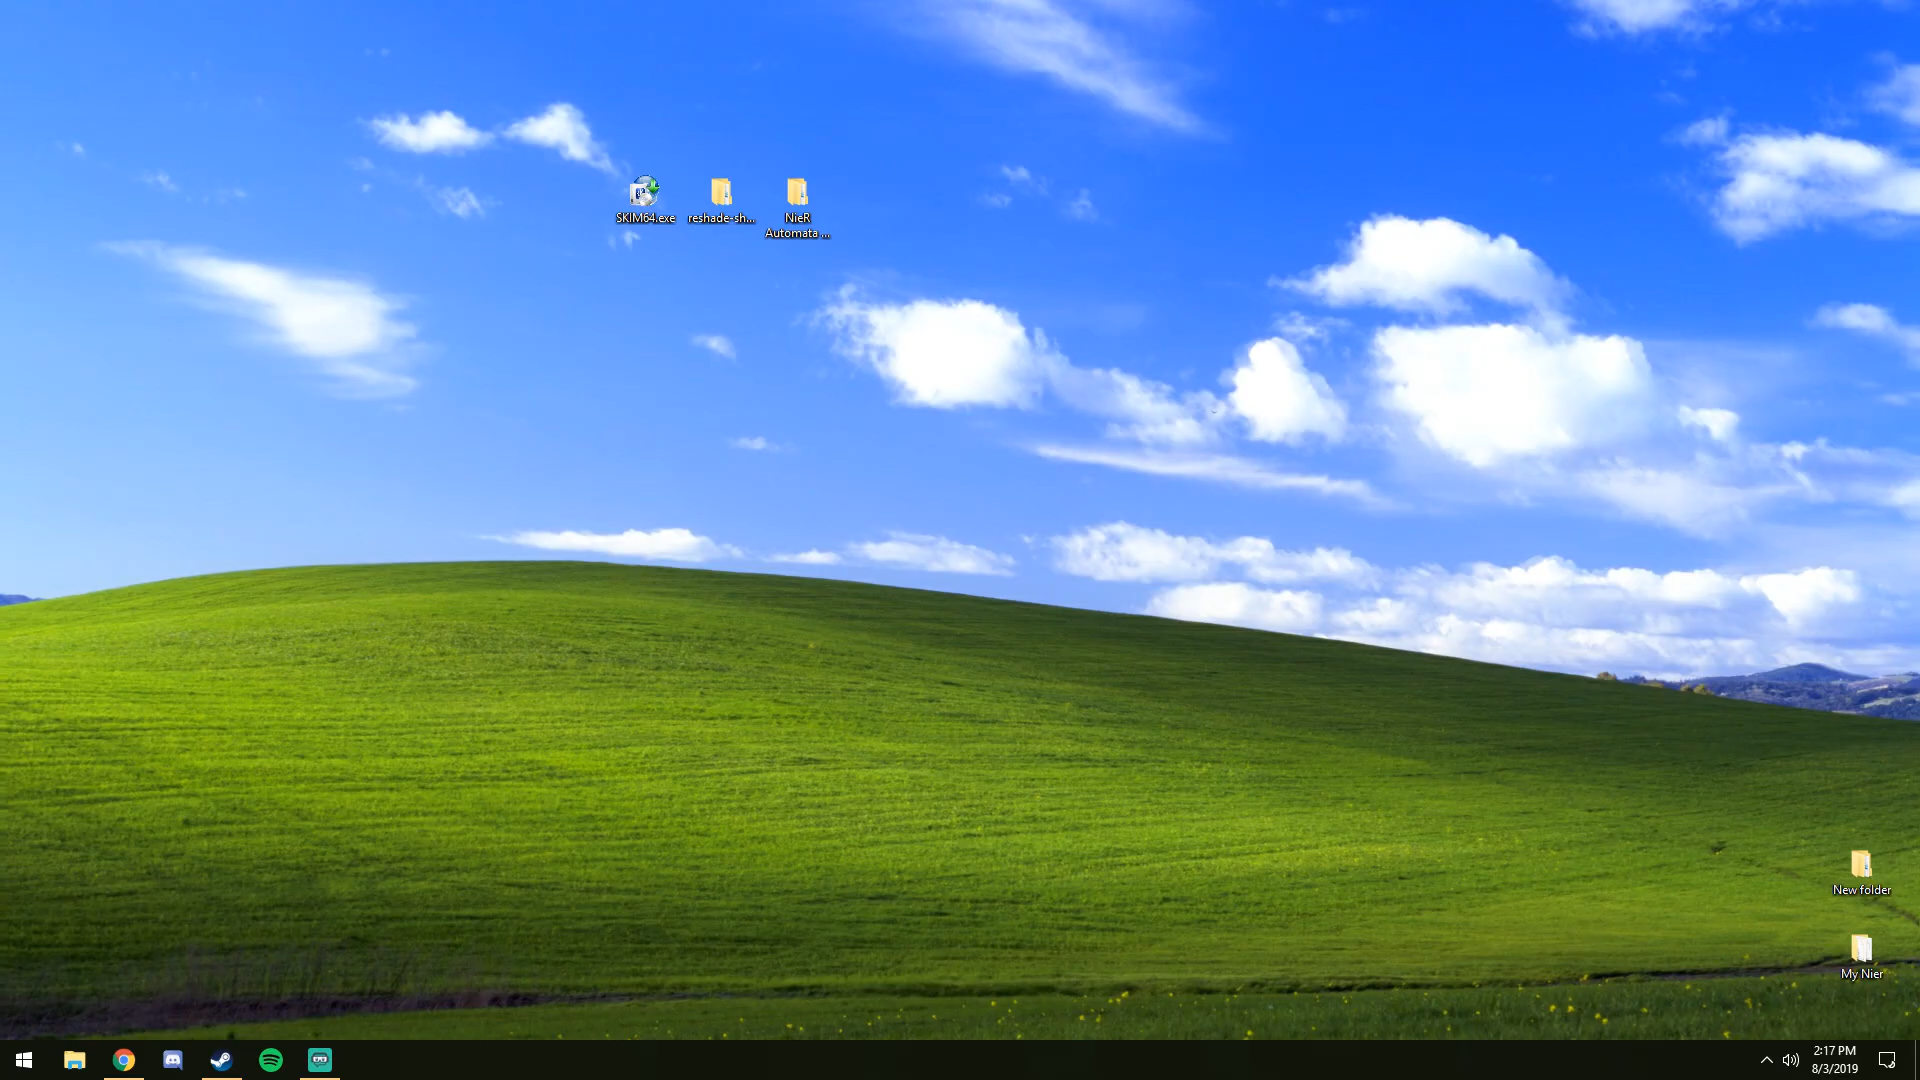 SKIM64.exe
reshade-sh...
NieR
Automata ...
New folder
My Nier
2:17 PM
8/3/2019